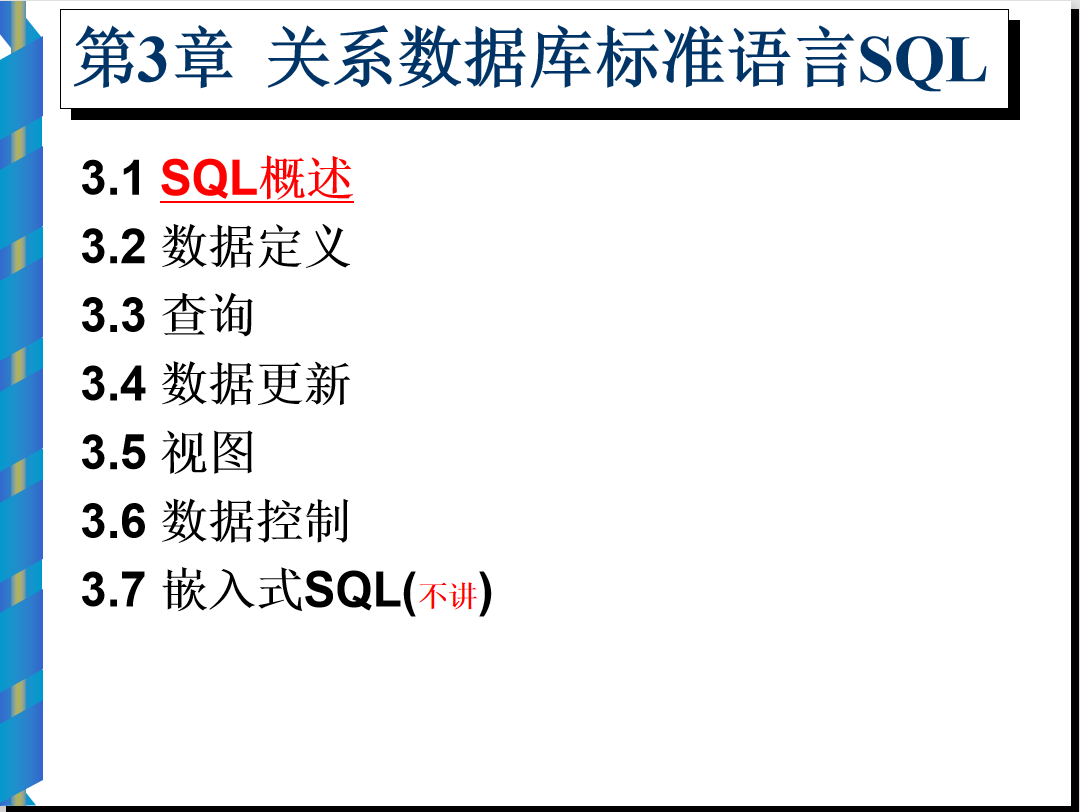 第3章 关系数据库标准语言SQL
3.1 SQL概述
3.2 数据定义
3.3 查询
3.4 数据更新
3.5 视图
3.6 数据控制
3.7 嵌入式SQL(不讲)